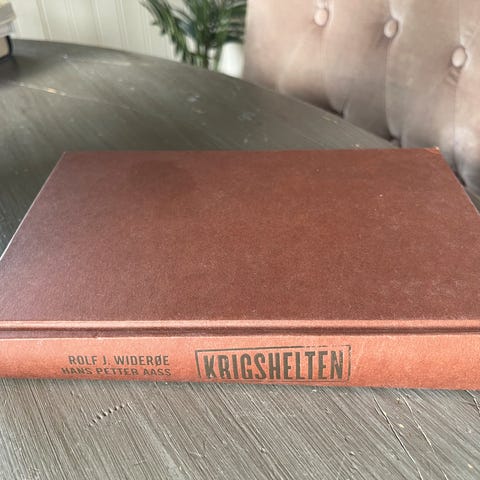 ROLF J. WIDERØE
HANS PETTER AASS
KRIGSHELTEN